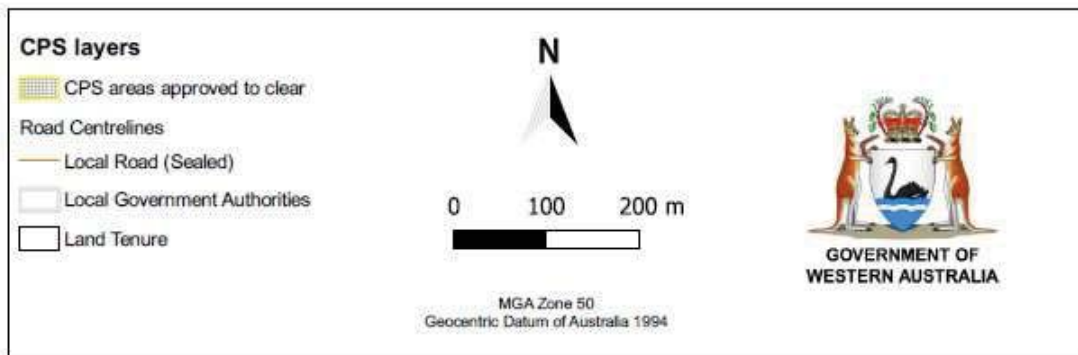 CPS layers
CPS areas approved to clear
Road Centrelines
Local Road (Sealed)
Local Government Authorities
Land Tenure
N
0 100 200 m
MGA Zone 50
Geocentric Datum of Australia 1994
GOVERNMENT OF
WESTERN AUSTRALIA